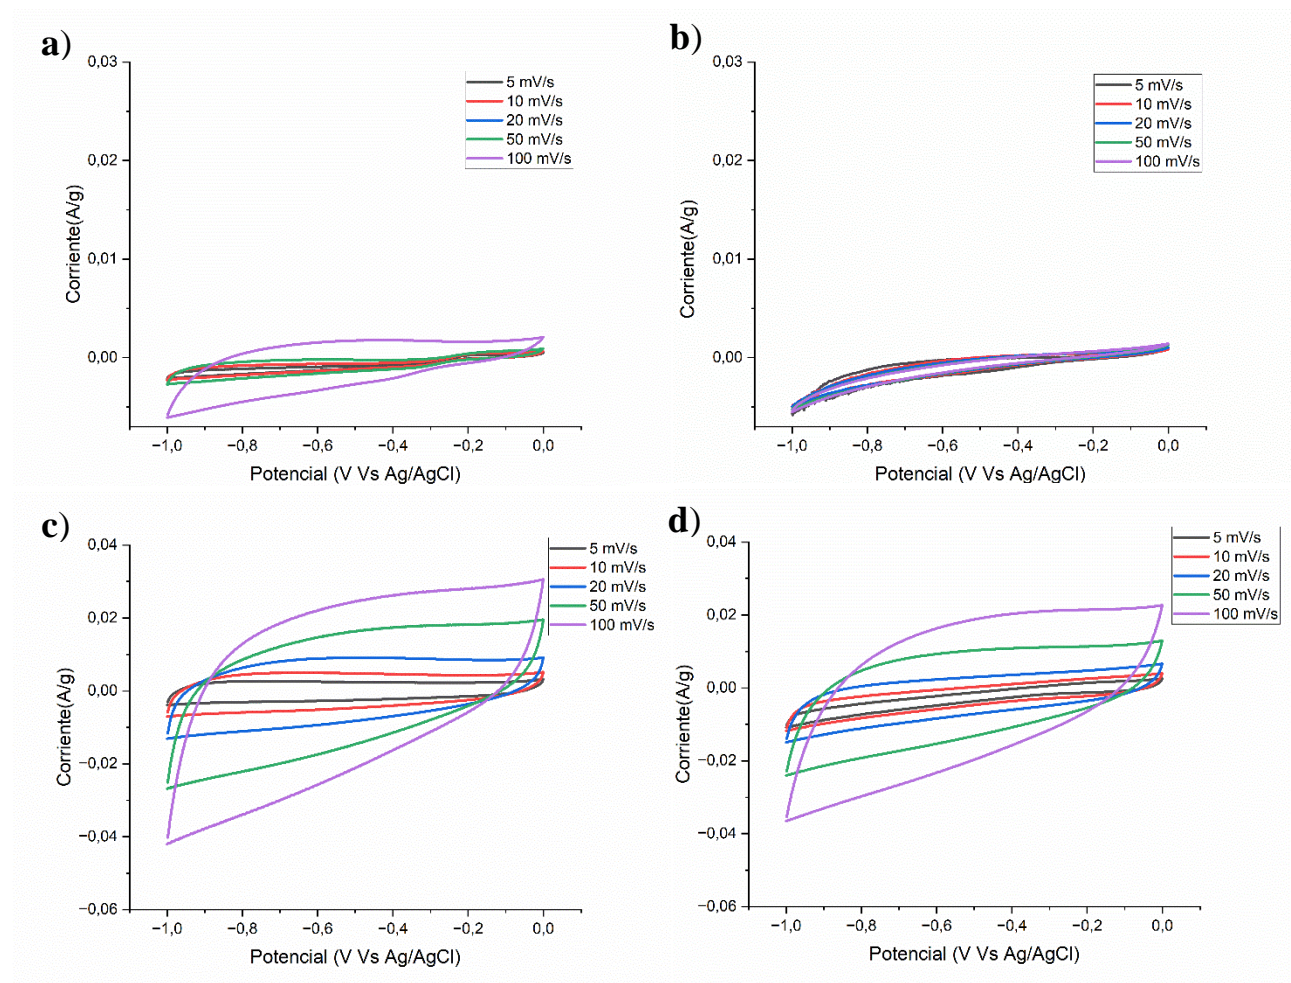 a)
0,03
0,02
0,01
0,00
Corriente(A/g)
5 mV/s
10 mV/s
20 mV/s
50 mV/s
100 mV/s
−1,0 −0,8 −0,6 −0,4 −0,2 0,0
Potencial (V Vs Ag/AgCl)
b)
0,03
0,02
0,01
0,00
Corriente(A/g)
5 mV/s
10 mV/s
20 mV/s
50 mV/s
100 mV/s
−1,0 −0,8 −0,6 −0,4 −0,2 0,0
Potencial (V Vs Ag/AgCl)
c)
0,04
0,02
0,00
−0,02
−0,04
−0,06
Corriente(A/g)
5 mV/s
10 mV/s
20 mV/s
50 mV/s
100 mV/s
−1,0 −0,8 −0,6 −0,4 −0,2 0,0
Potencial (V Vs Ag/AgCl)
d)
0,04
0,02
0,00
−0,02
−0,04
−0,06
Corriente(A/g)
5 mV/s
10 mV/s
20 mV/s
50 mV/s
100 mV/s
−1,0 −0,8 −0,6 −0,4 −0,2 0,0
Potencial (V Vs Ag/AgCl)